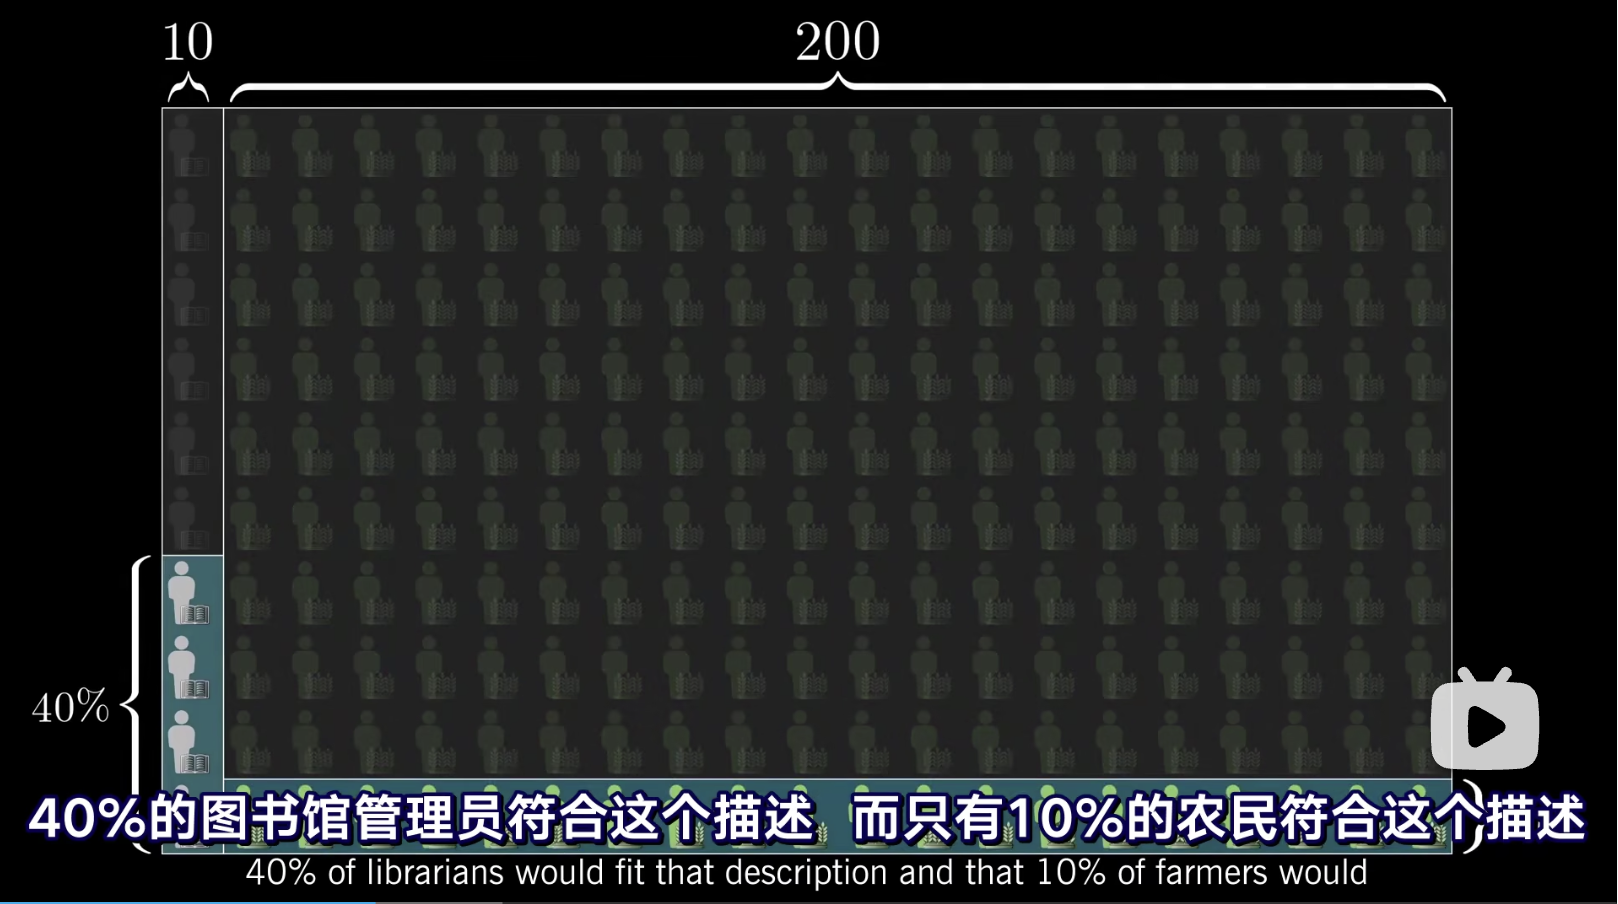 10
200
40%
40%的图书馆管理员符合这个描述 而只有10%的农民符合这个描述
40% of librarians would fit that description and that 10% of farmers would